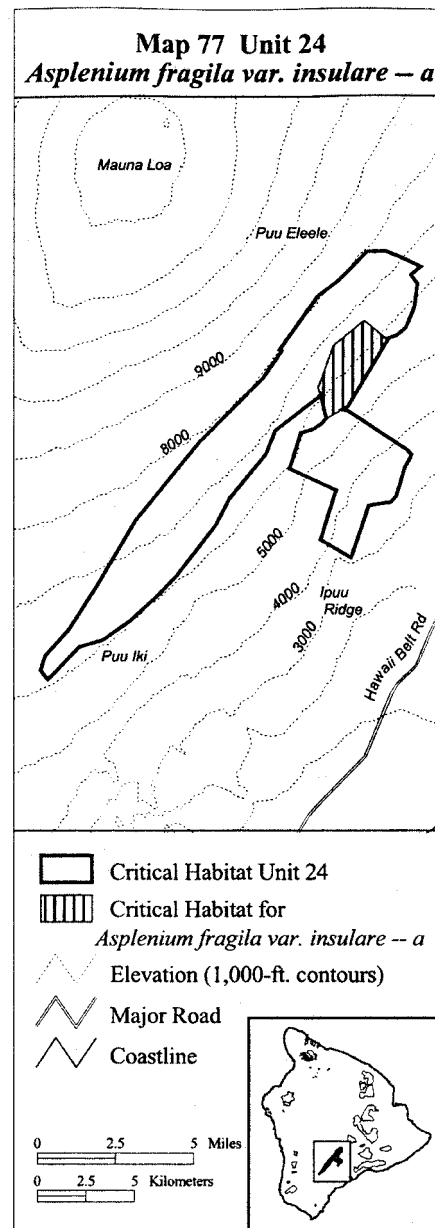 Map 77 Unit 24
Asplenium fragila var. insulare – a
Mauna Loa
Puu Eleele
9000
8000
5000
4000
3000
Ipuu
Ridge
Puu Iki
Hawaii Belt Rd
Critical Habitat Unit 24
Critical Habitat for
Asplenium fragila var. insulare -- a
Elevation (1,000-ft. contours)
Major Road
Coastline
0 2.5 5 Miles
0 2.5 5 Kilometers